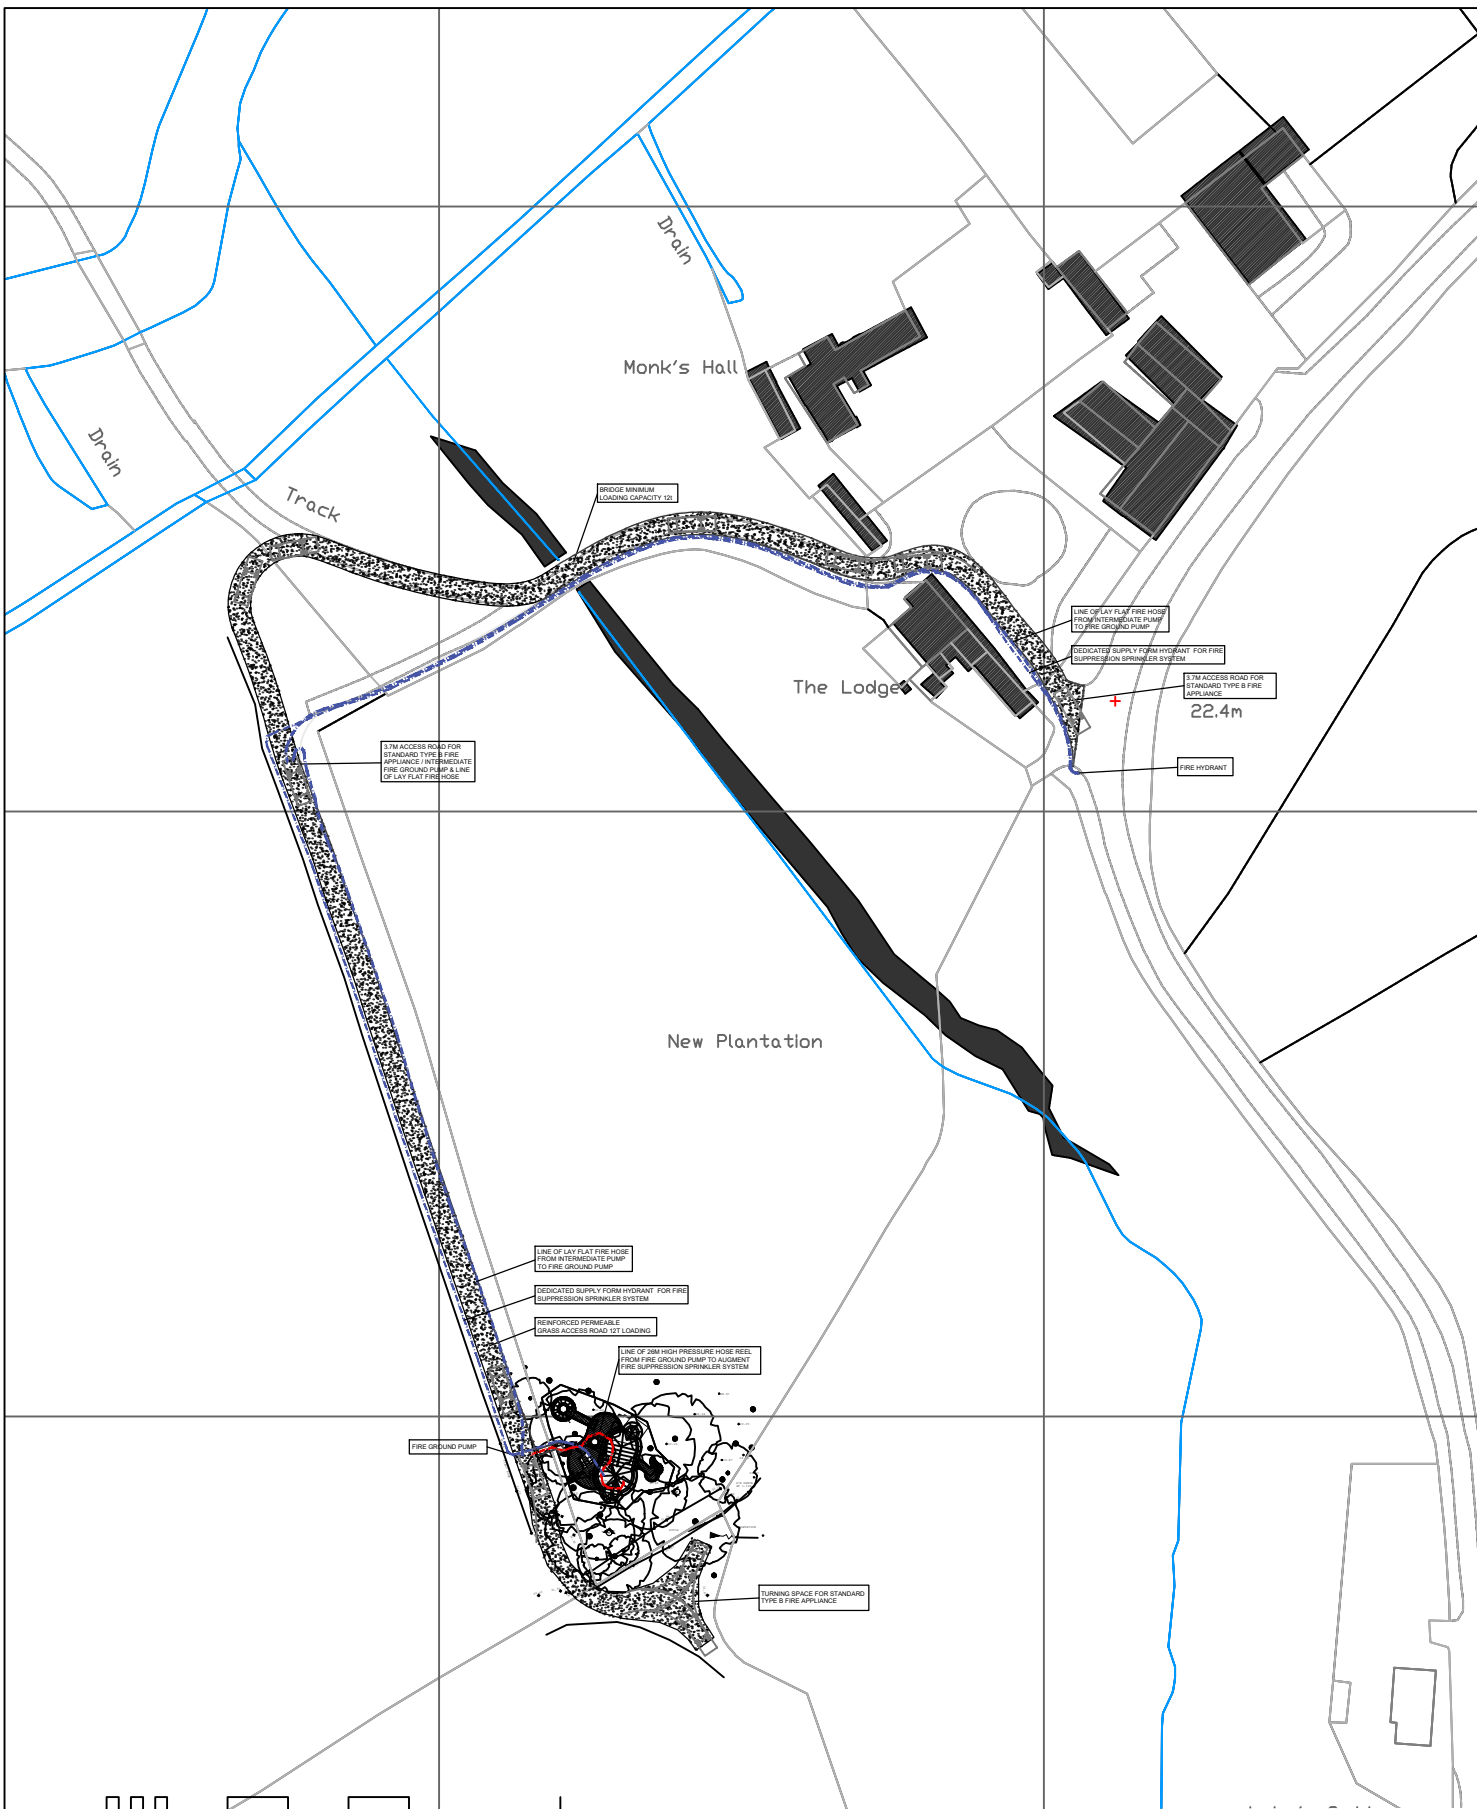 Drain
Monk's Hall
Drain
Track
BRIDGE MINIMUM
LOADING CAPACITY 12t
LINE OF LAY FLAT FIRE HOSE
FROM INTERMEDIATE PUMP
TO FIRE GROUND PUMP
DEDICATED SUPPLY FORM HYDRANT FOR FIRE
SUPPRESSION SPRINKLER SYSTEM
The Lodge
3.7M ACCESS ROAD FOR
STANDARD TYPE B FIRE
APPLIANCE
22.4m
3.7M ACCESS ROAD FOR
STANDARD TYPE B FIRE
APPLIANCE / INTERMEDIATE
FIRE GROUND PUMP & LINE
OF LAY FLAT FIRE HOSE
FIRE HYDRANT
New Plantation
LINE OF LAY FLAT FIRE HOSE
FROM INTERMEDIATE PUMP
TO FIRE GROUND PUMP
DEDICATED SUPPLY FORM HYDRANT FOR FIRE
SUPPRESSION SPRINKLER SYSTEM
REINFORCED PERMEABLE
GRASS ACCESS ROAD 12T LOADING
LINE OF 26M HIGH PRESSURE HOSE REEL
FROM FIRE GROUND PUMP TO AUGMENT
FIRE SUPPRESSION SPRINKLER SYSTEM
FIRE GROUND PUMP
TURNING SPACE FOR STANDARD
TYPE B FIRE APPLIANCE